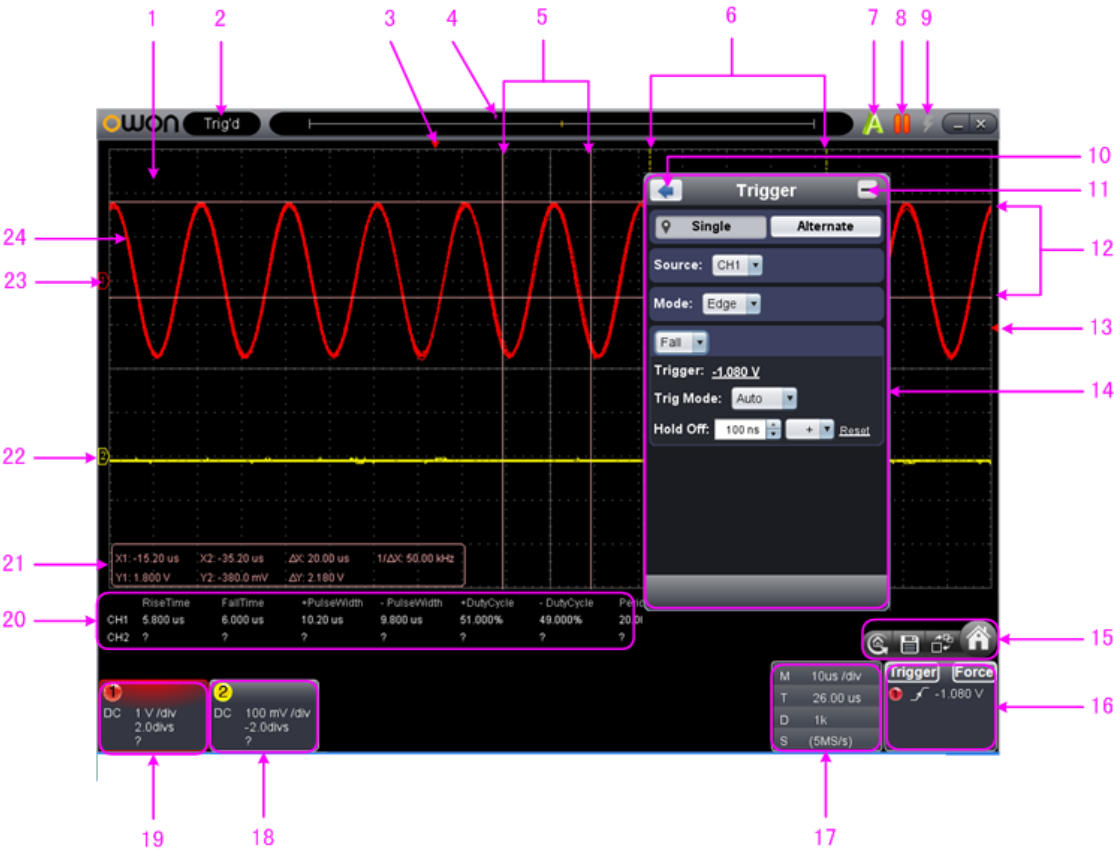 1 2 3 4 5 6 7 8 9
OWON Trig'd
A
10
Trigger
11
Single Alternate
24
12
Source: CH1
23
1
Mode: Edge
13
Fall
Trigger: -1.080 V
14
Trig Mode: Auto
Hold Off: 100 ns + Reset
22
2
X1: -15.20 us X2: -35.20 us ΔX: 20.00 us 1/ΔX: 50.00 kHz
21
Y1: 1.800 V Y2: -380.0 mV ΔY: 2.180 V
RiseTime FallTime +PulseWidth - PulseWidth +DutyCycle - DutyCycle
20
CH1 5.800 us 6.000 us 10.20 us 9.800 us 51.000% 49.000%
CH2 ? ? ? ? ? ? ?
15
1 2
M 10us /div
Trigger Force
DC 1 V /div
2.0divs
?
DC 100 mV /div
-2.0divs
?
T 26.00 us
D 1k
S (5MS/s)
1 -1.080 V
16
19 18 17